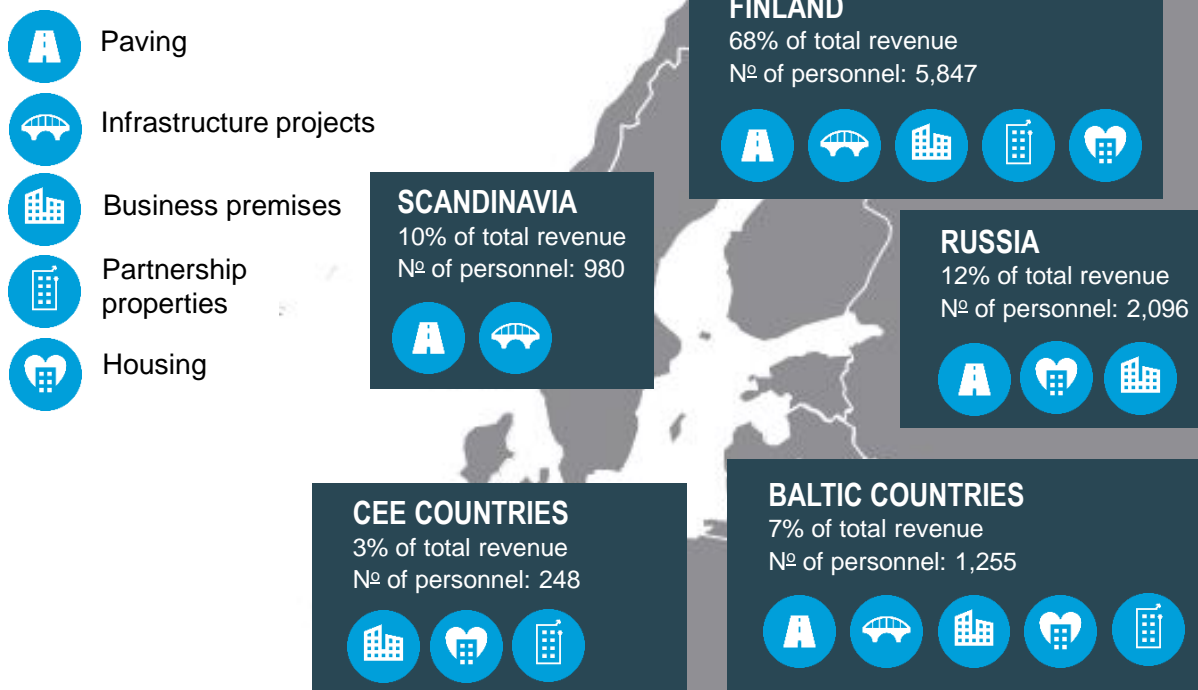 Paving
Infrastructure projects
Business premises
Partnership
properties
Housing
FINLAND
68% of total revenue
Nº of personnel: 5,847
SCANDINAVIA
10% of total revenue
Nº of personnel: 980
RUSSIA
12% of total revenue
Nº of personnel: 2,096
CEE COUNTRIES
3% of total revenue
Nº of personnel: 248
BALTIC COUNTRIES
7% of total revenue
Nº of personnel: 1,255